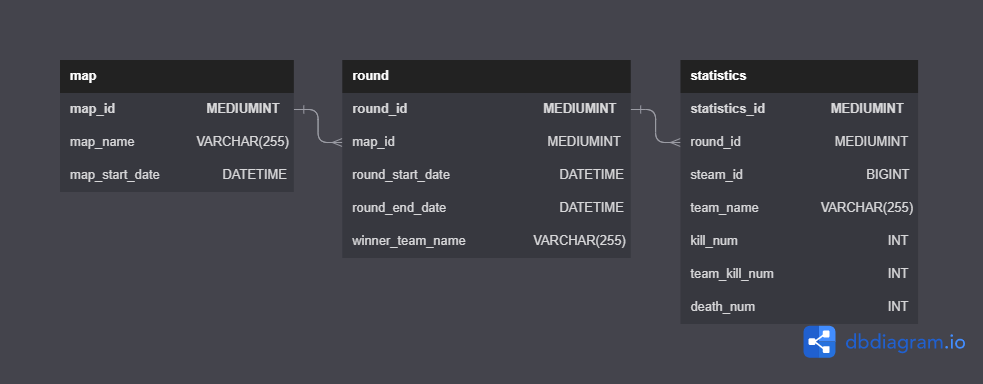 map
map_id MEDIUMINT
map_name VARCHAR(255)
map_start_date DATETIME
round
round_id MEDIUMINT
map_id MEDIUMINT
round_start_date DATETIME
round_end_date DATETIME
winner_team_name VARCHAR(255)
statistics
statistics_id MEDIUMINT
round_id MEDIUMINT
steam_id BIGINT
team_name VARCHAR(255)
kill_num INT
team_kill_num INT
death_num INT
dbdiagram.io